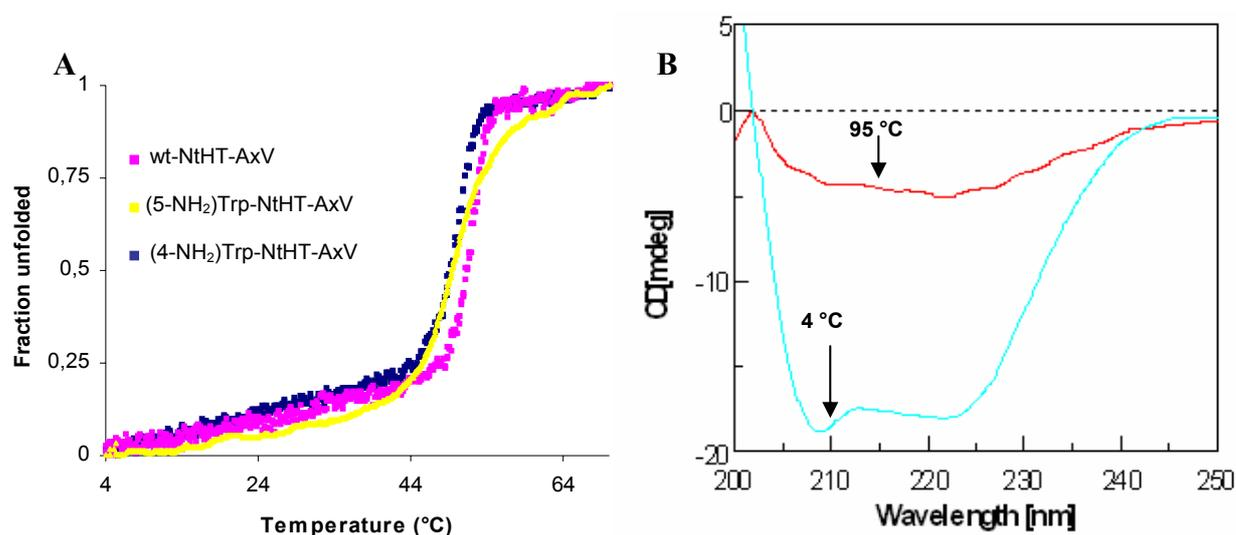 A
1
0,75
0,5
0,25
0
4
24
44
64
Fraction unfolded
Temperature (°C)
wt-NtHT-AxV
(5-NH₂)Trp-NtHT-AxV
(4-NH₂)Trp-NtHT-AxV
B
5
0
-10
-20
CD[mdeg]
95 °C
4 °C
200
210
220
230
240
250
Wavelength [nm]